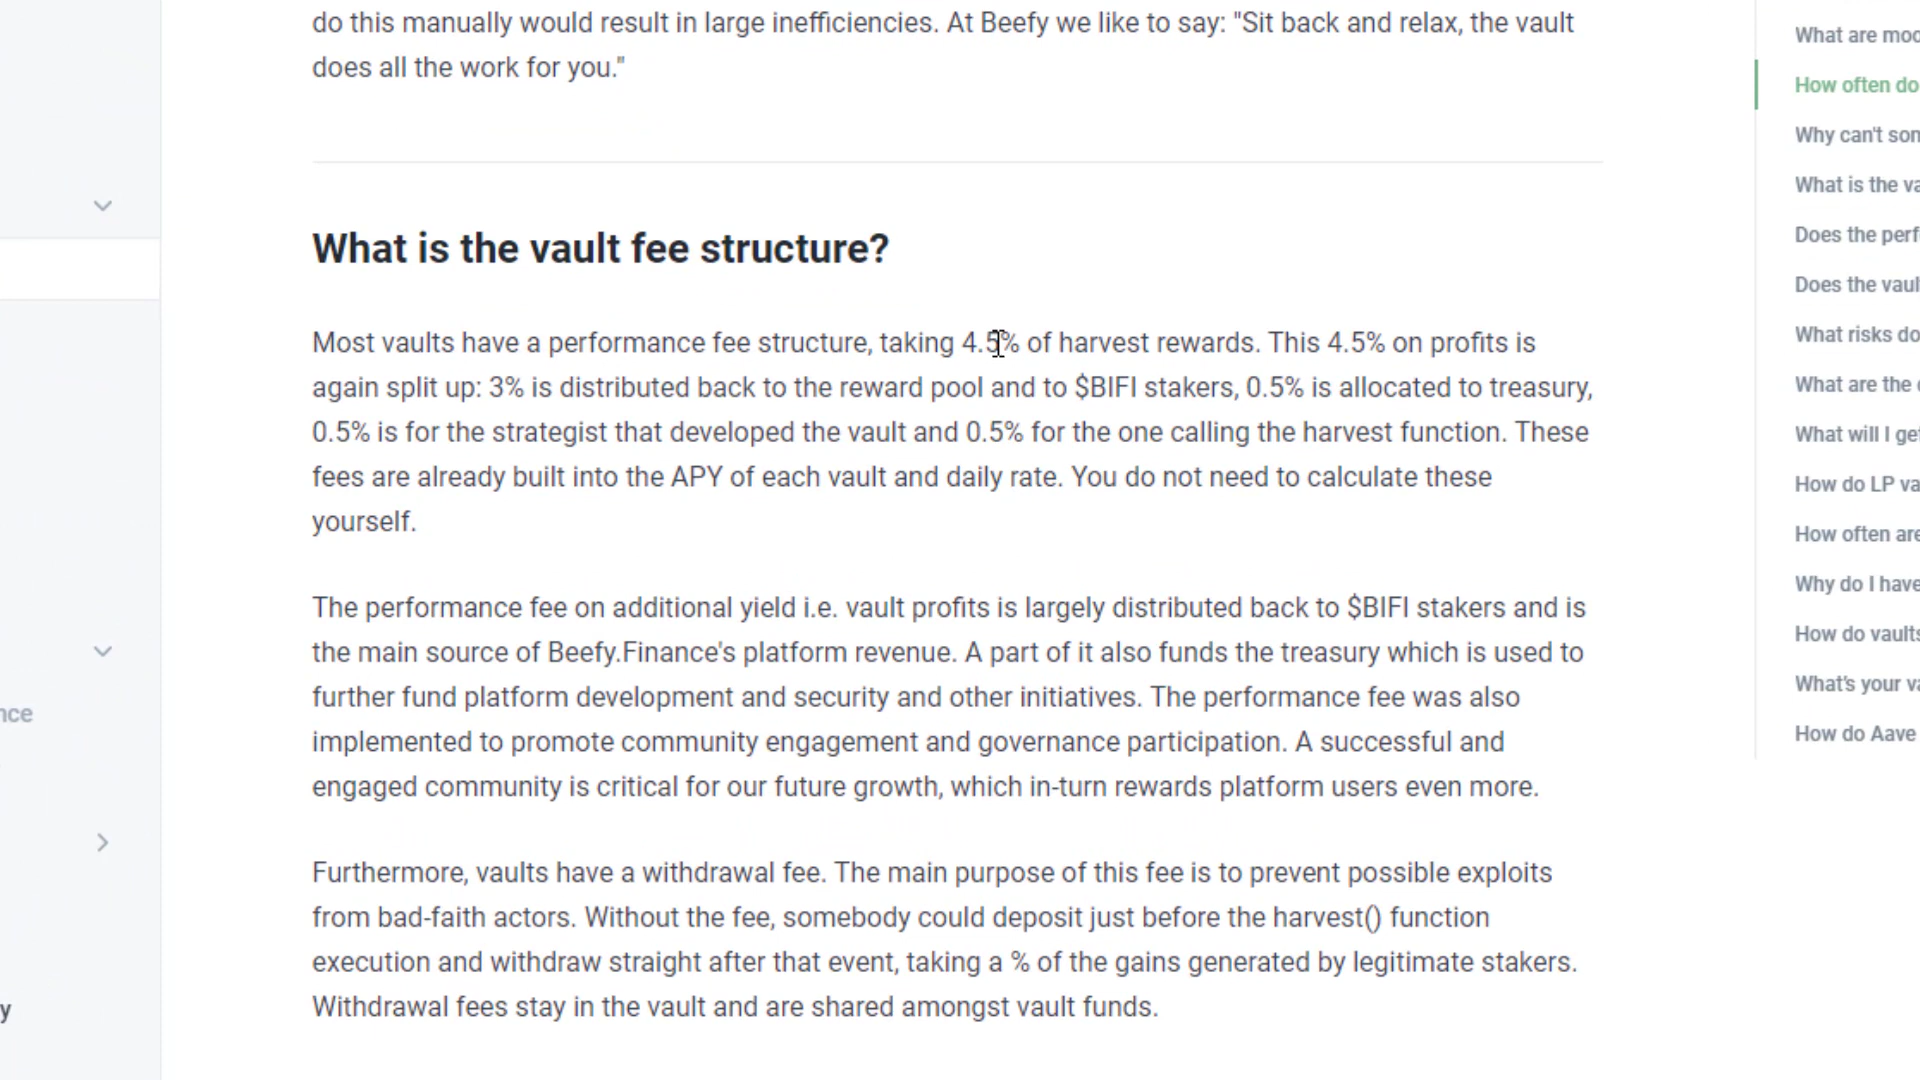 do this manually would result in large inefficiencies. At Beefy we like to say: "Sit back and relax, the vault
does all the work for you."
What is the vault fee structure?
Most vaults have a performance fee structure, taking 4.5% of harvest rewards. This 4.5% on profits is
again split up: 3% is distributed back to the reward pool and to $BIFI stakers, 0.5% is allocated to treasury,
0.5% is for the strategist that developed the vault and 0.5% for the one calling the harvest function. These
fees are already built into the APY of each vault and daily rate. You do not need to calculate these
yourself.
The performance fee on additional yield i.e. vault profits is largely distributed back to $BIFI stakers and is
the main source of Beefy.Finance's platform revenue. A part of it also funds the treasury which is used to
further fund platform development and security and other initiatives. The performance fee was also
implemented to promote community engagement and governance participation. A successful and
engaged community is critical for our future growth, which in-turn rewards platform users even more.
Furthermore, vaults have a withdrawal fee. The main purpose of this fee is to prevent possible exploits
from bad-faith actors. Without the fee, somebody could deposit just before the harvest() function
execution and withdraw straight after that event, taking a % of the gains generated by legitimate stakers.
Withdrawal fees stay in the vault and are shared amongst vault funds.
nce
y
What are moo
How often do
Why can't son
What is the va
Does the perf
Does the vaul
What risks do
What are the
What will I ge
How do LP va
How often are
Why do I have
How do vaults
What's your va
How do Aave